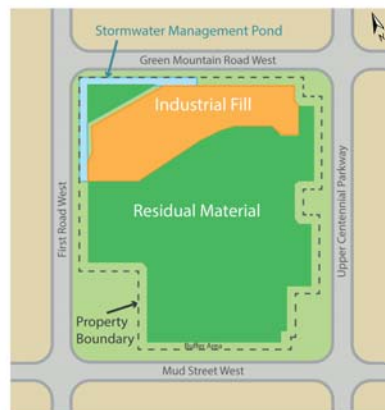 Stormwater Management Pond
Green Mountain Road West
N
Industrial Fill
Residual Material
First Road West
Upper Centennial Parkway
Property
Boundary
Buffer Area
Mud Street West